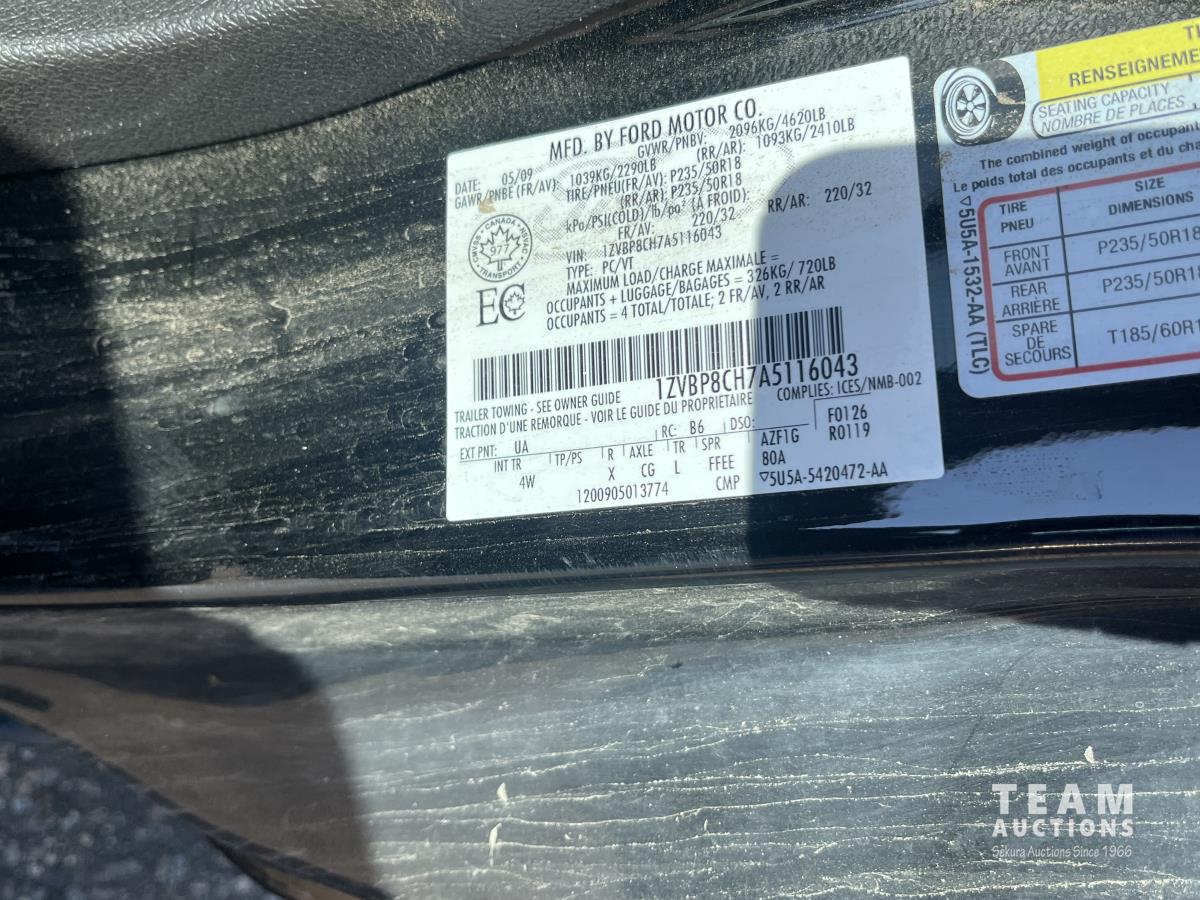 MFD. BY FORD MOTOR CO.
DATE: 05/09 GVWR/PNBV: 2096KG/4620LB
GAWR/PNBE (FR/AV): 1039KG/2290LB (RR/AR): 1093KG/2410LB
TIRE/PNEU(FR/AV): P235/50R18
(RR/AR): P235/50R18
kPo/PSI(COLD)/lb/po² (À FROID):
FR/AV: 220/32 RR/AR: 220/32
VIN: 1ZVBP8CH7A5116043
TYPE: PC/VT
MAXIMUM LOAD/CHARGE MAXIMALE =
OCCUPANTS + LUGGAGE/BAGAGES = 326KG/ 720LB
OCCUPANTS = 4 TOTAL/TOTALE; 2 FR/AV, 2 RR/AR
CANADA
TRANSPORT
977
EC
1ZVBP8CH7A5116043
TRAILER TOWING - SEE OWNER GUIDE COMPLIES: ICES/NMB-002
TRACTION D'UNE REMORQUE - VOIR LE GUIDE DU PROPRIETAIRE
EXT PNT: UA RC: B6 DSO: F0126
INT TR TP/PS R AXLE TR SPR AZF1G R0119
4W X CG L FFEE 80A
1200905013774 CMP ▽5U5A-5420472-AA
RENSEIGNEME
SEATING CAPACITY
NOMBRE DE PLACES
The combined weight of occupant
Le poids total des occupants et du cha
TIRE SIZE
PNEU DIMENSIONS
FRONT
AVANT P235/50R18
REAR
ARRIÈRE P235/50R18
SPARE
DE
SECOURS T185/60R1
▽5U5A-1532-AA (TLC)
TEAM
AUCTIONS
Sekura Auctions Since 1966